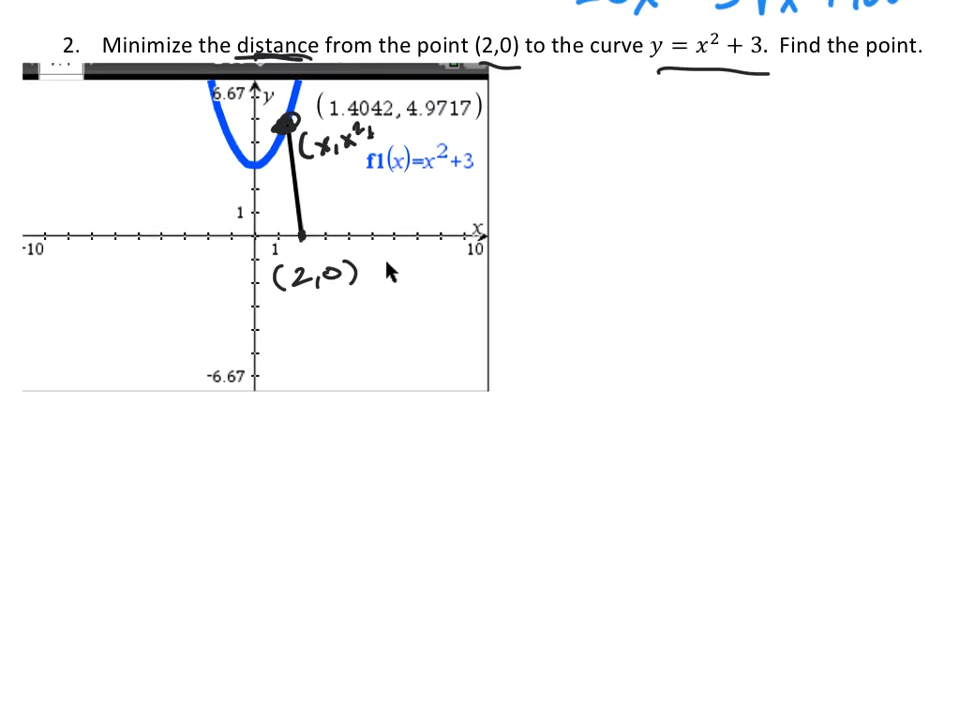 2. Minimize the distance from the point (2,0) to the curve y = x² + 3. Find the point.
6.67 y
(1.4042, 4.9717)
(x, x²+
f1(x)=x²+3
1
x
-10 1 10
(2,0)
-6.67